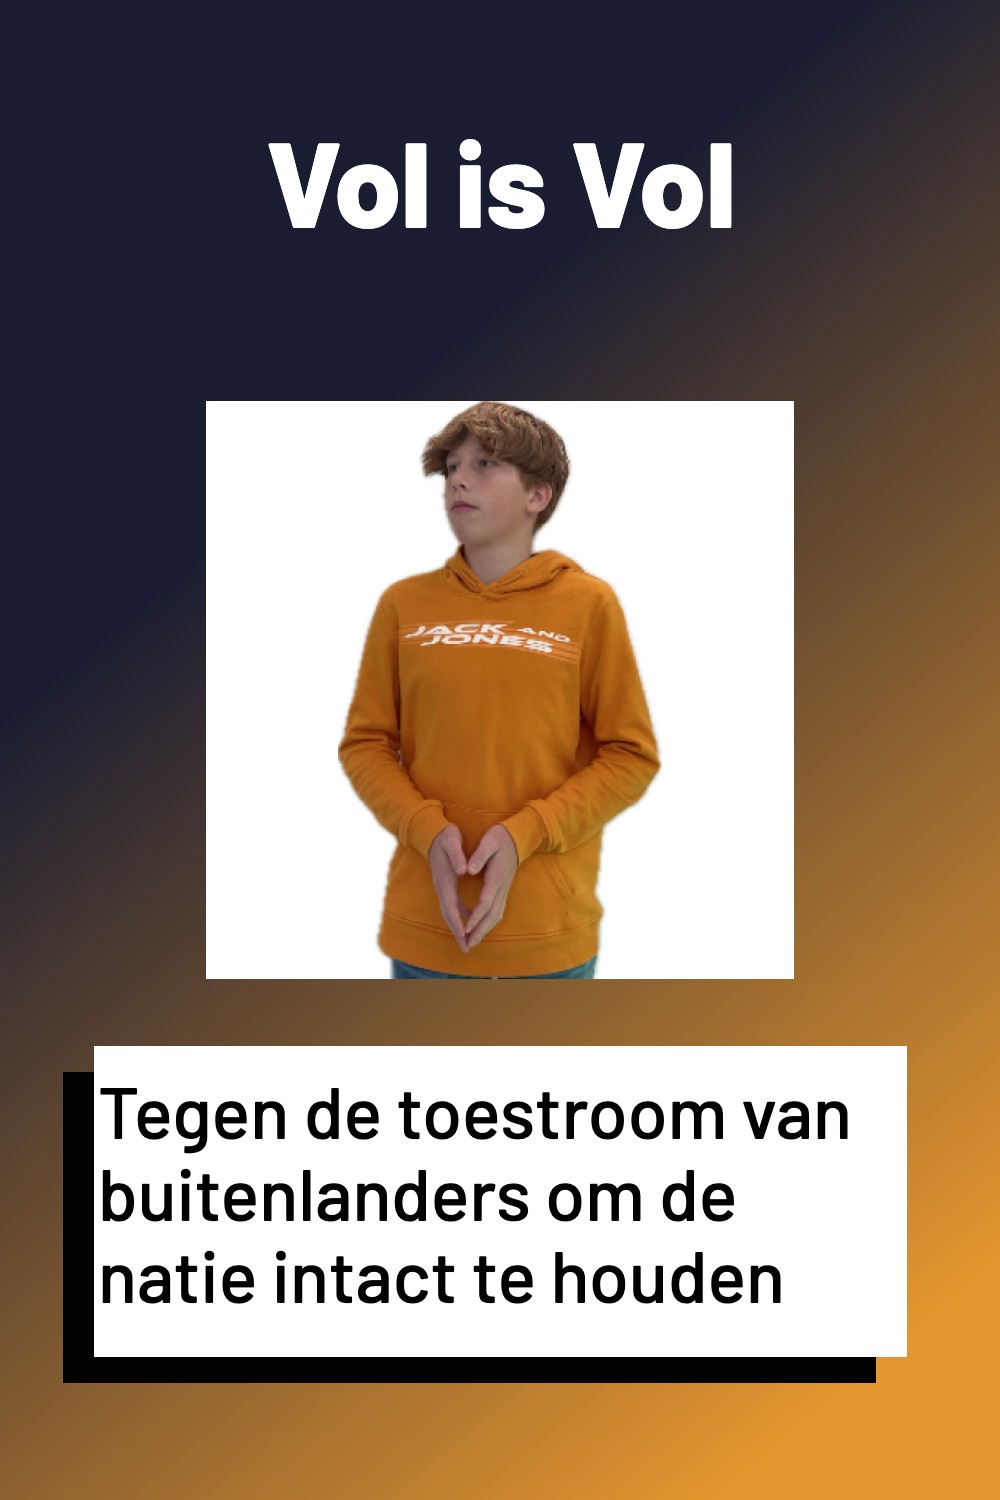 Vol is Vol
JACK AND
JONES
Tegen de toestroom van
buitenlanders om de
natie intact te houden